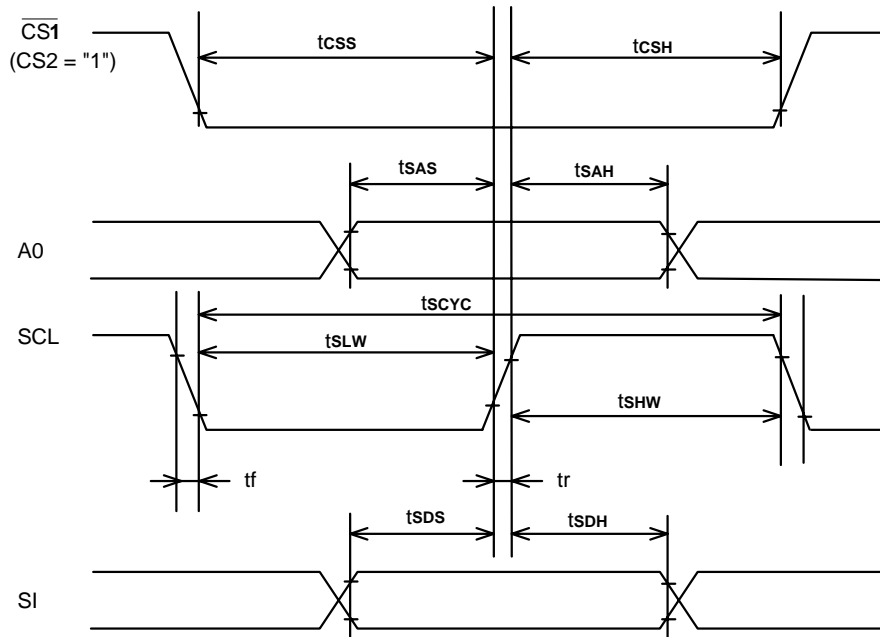 CS1
(CS2 = "1")
tCSS
tCSH
tSAS
tSAH
A0
tSCYC
SCL
tSLW
tSHW
tf
tr
tSDS
tSDH
SI